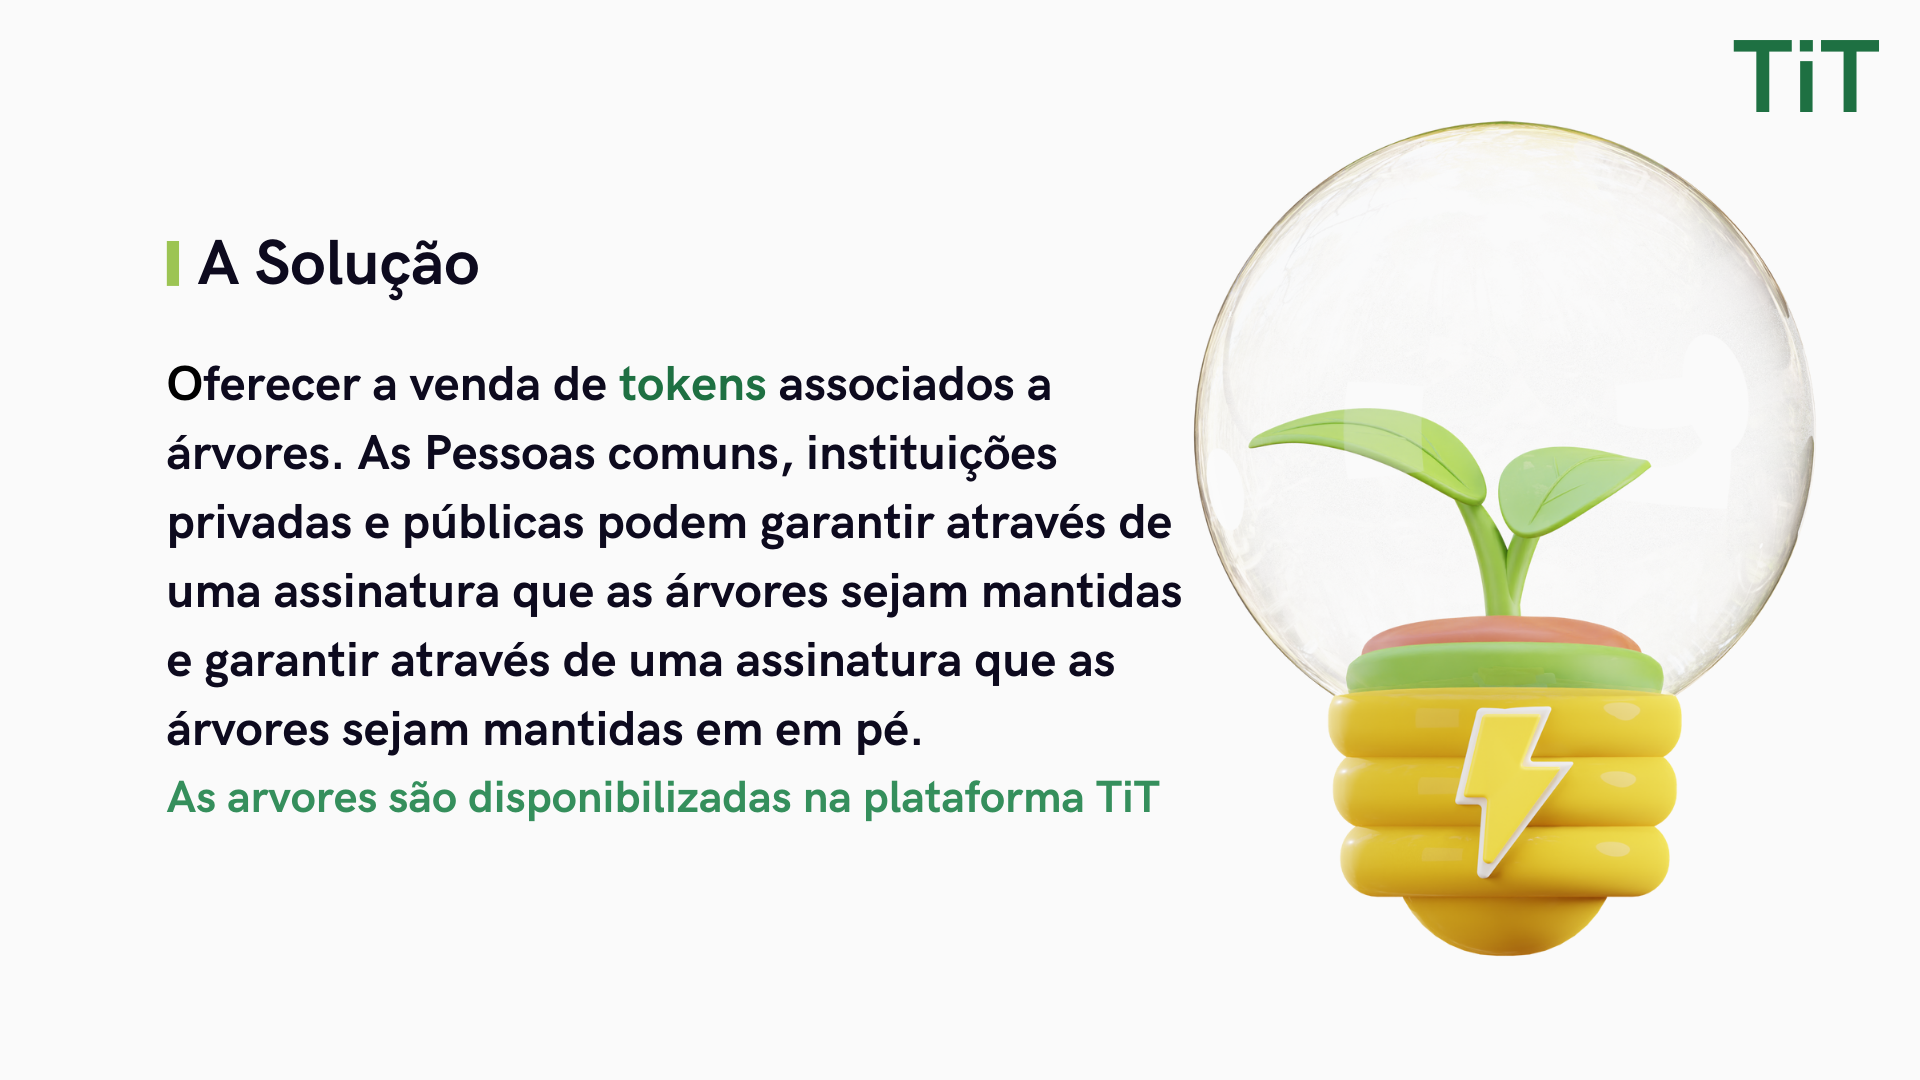 TiT
A Solução
Oferecer a venda de tokens associados a
árvores. As Pessoas comuns, instituições
privadas e públicas podem garantir através de
uma assinatura que as árvores sejam mantidas
e garantir através de uma assinatura que as
árvores sejam mantidas em em pé.
As arvores são disponibilizadas na plataforma TiT